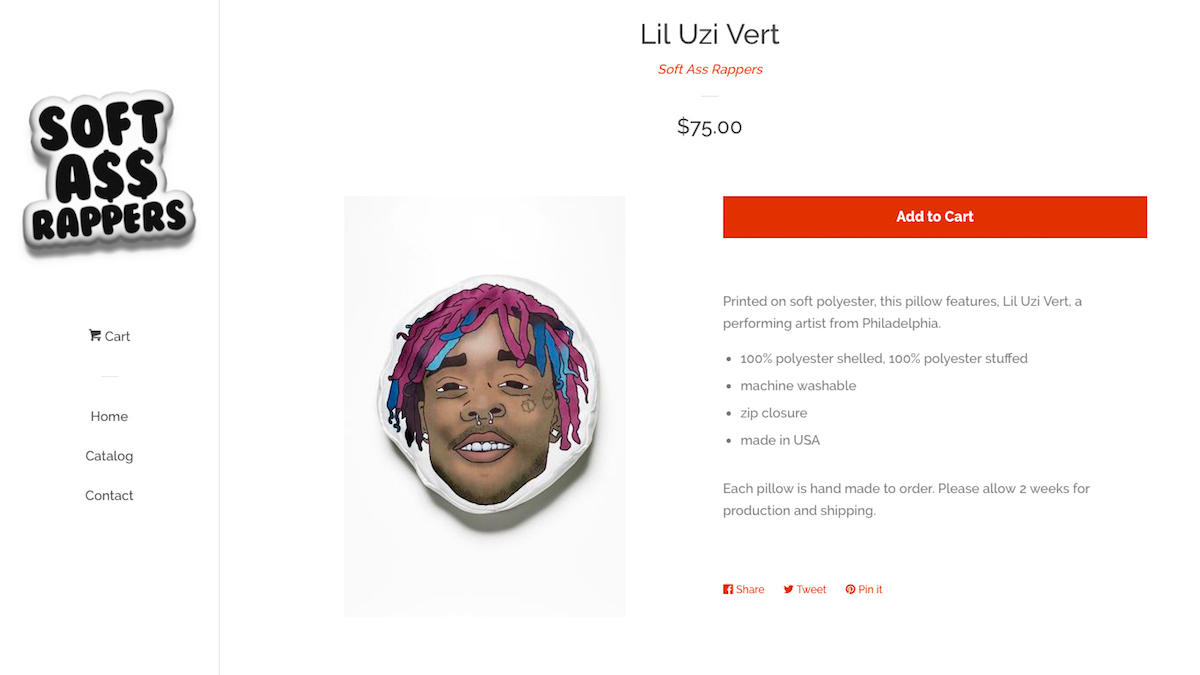 SOFT
A$$
RAPPERS
Cart
Home
Catalog
Contact
Lil Uzi Vert
Soft Ass Rappers
$75.00
Add to Cart
Printed on soft polyester, this pillow features, Lil Uzi Vert, a
performing artist from Philadelphia.
• 100% polyester shelled, 100% polyester stuffed
• machine washable
• zip closure
• made in USA
Each pillow is hand made to order. Please allow 2 weeks for
production and shipping.
Share Tweet Pin it